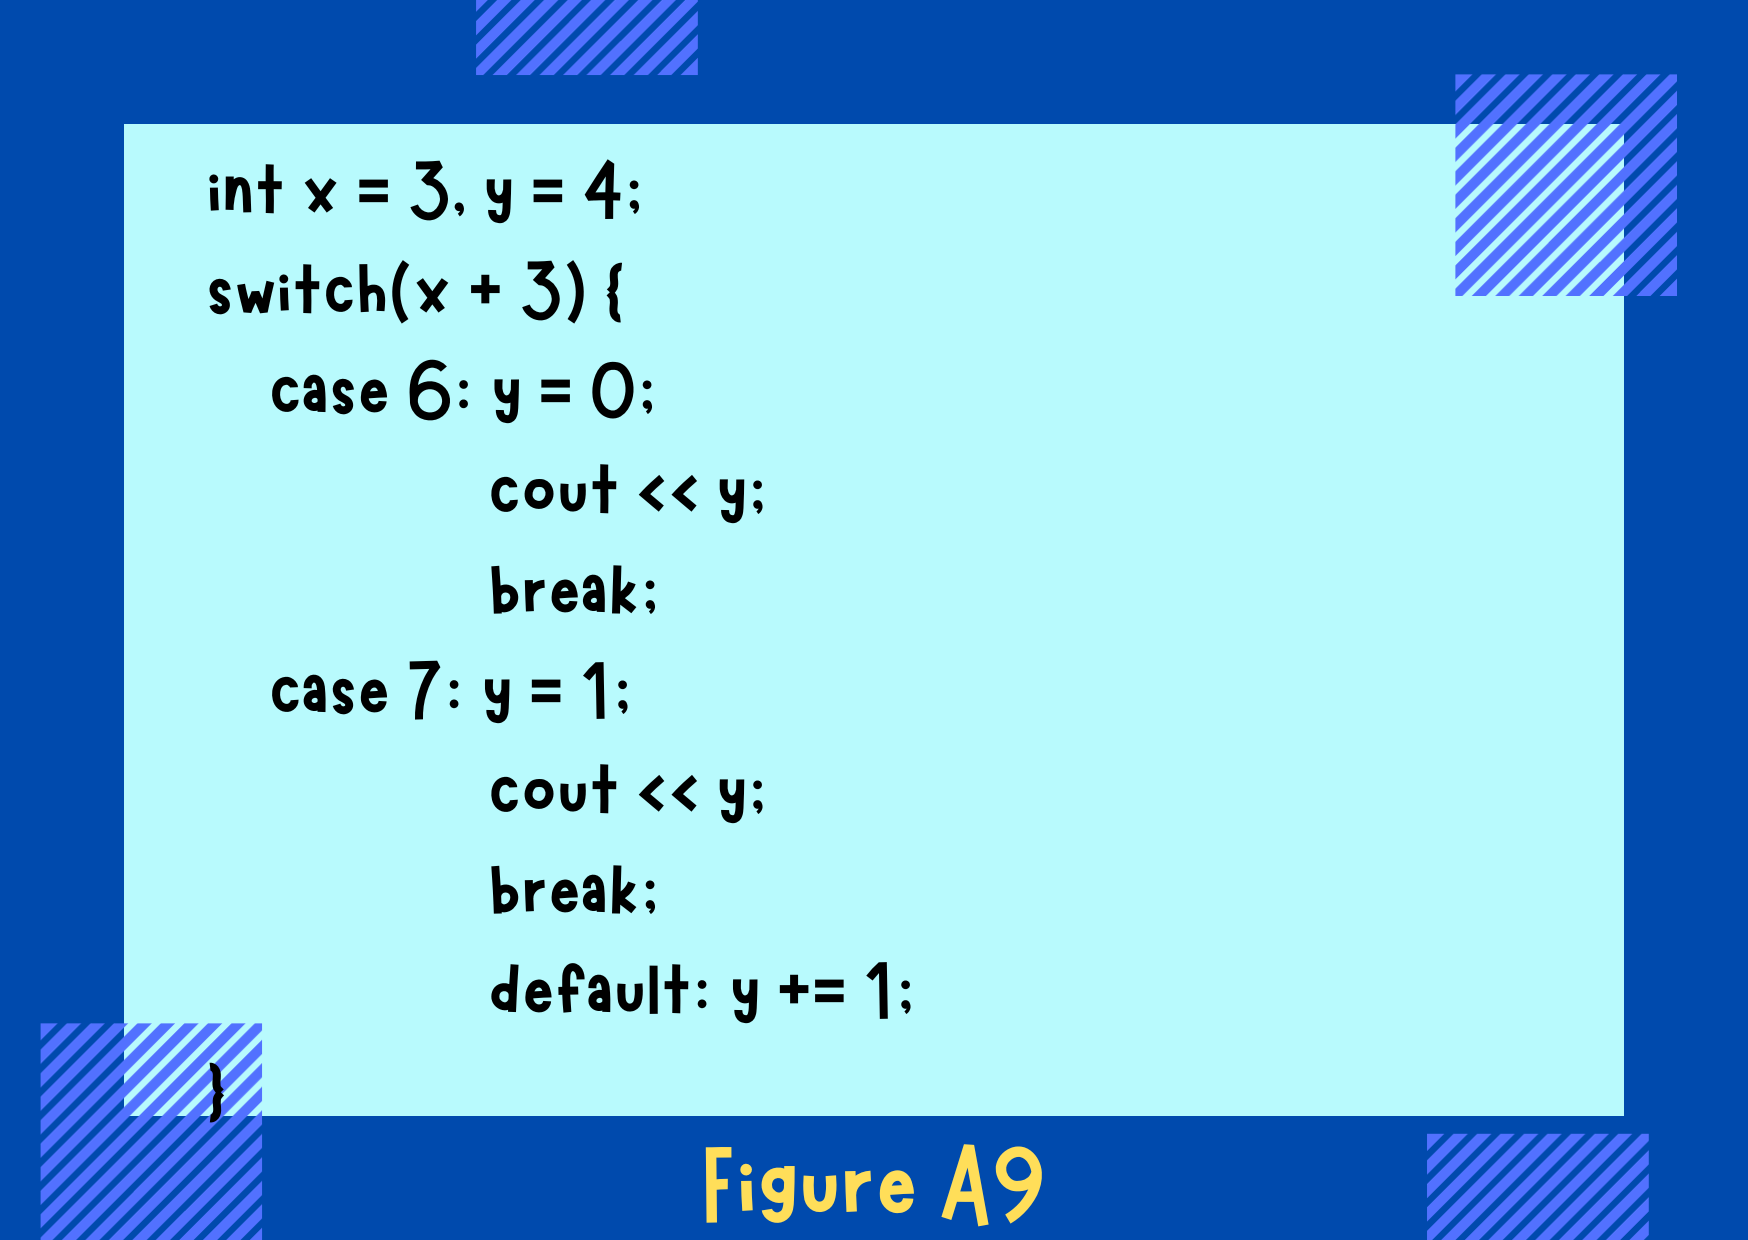 int x = 3, y = 4;
switch(x + 3) {
case 6: y = 0;
cout << y;
break;
case 7: y = 1;
cout << y;
break;
default: y += 1;
}
Figure A9